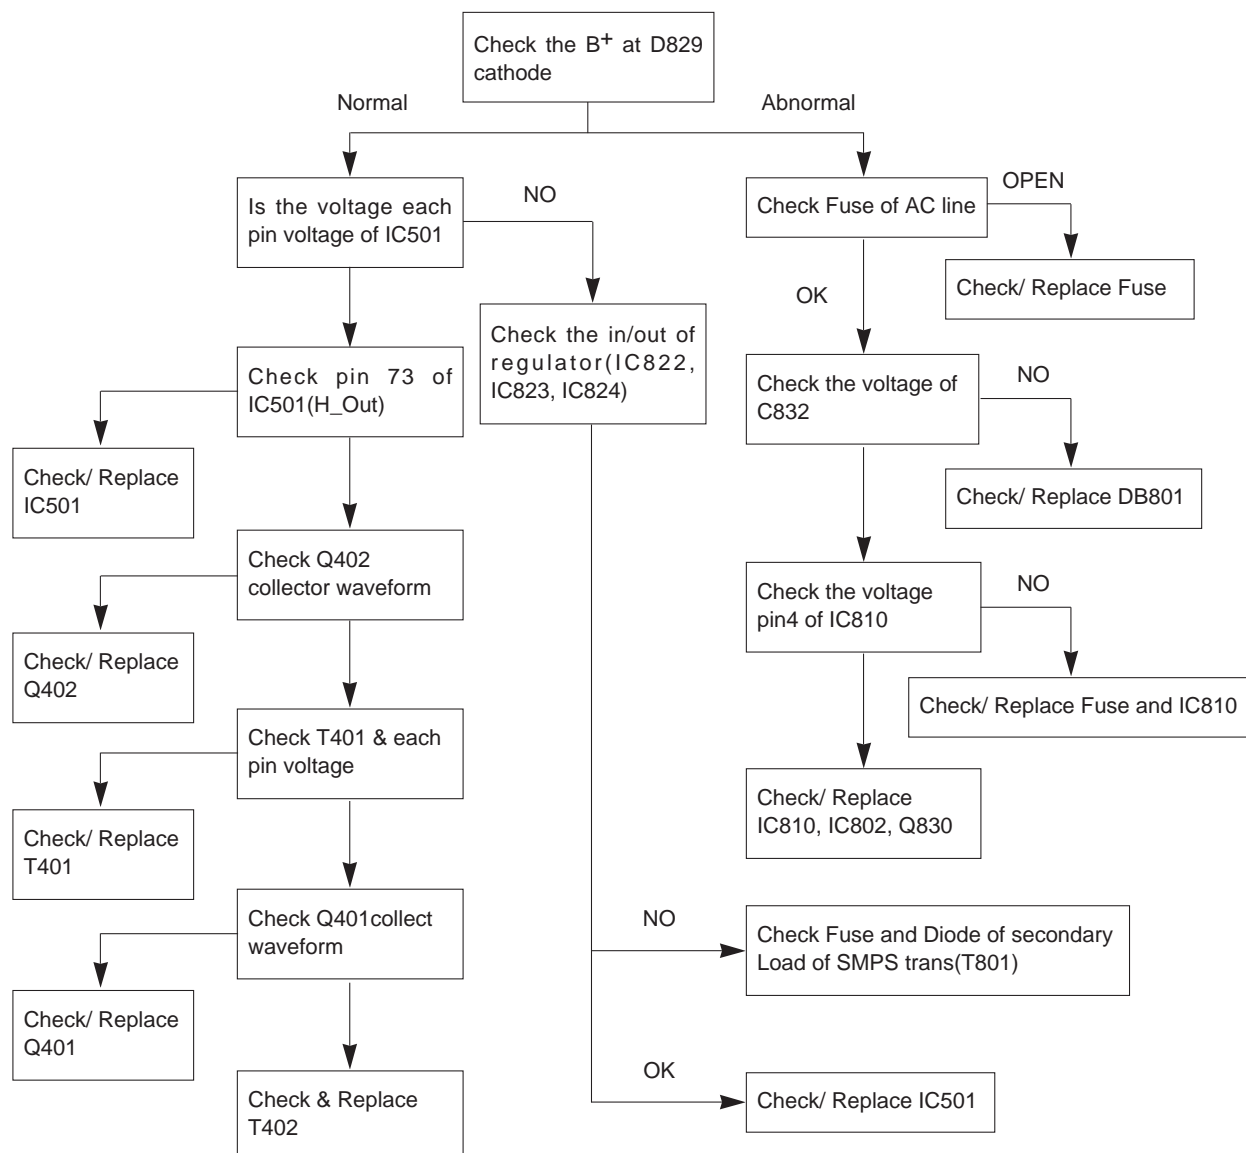 Check the B+ at D829
cathode
Normal
Abnormal
Is the voltage each
pin voltage of IC501
NO
Check Fuse of AC line
OPEN
Check/ Replace Fuse
OK
Check the in/out of
regulator(IC822,
IC823, IC824)
Check pin 73 of
IC501(H_Out)
Check the voltage of
C832
NO
Check/ Replace
IC501
Check/ Replace DB801
Check Q402
collector waveform
Check the voltage
pin4 of IC810
NO
Check/ Replace
Q402
Check/ Replace Fuse and IC810
Check T401 & each
pin voltage
Check/ Replace
IC810, IC802, Q830
Check/ Replace
T401
Check Q401collect
waveform
NO
Check Fuse and Diode of secondary
Load of SMPS trans(T801)
Check/ Replace
Q401
OK
Check/ Replace IC501
Check & Replace
T402